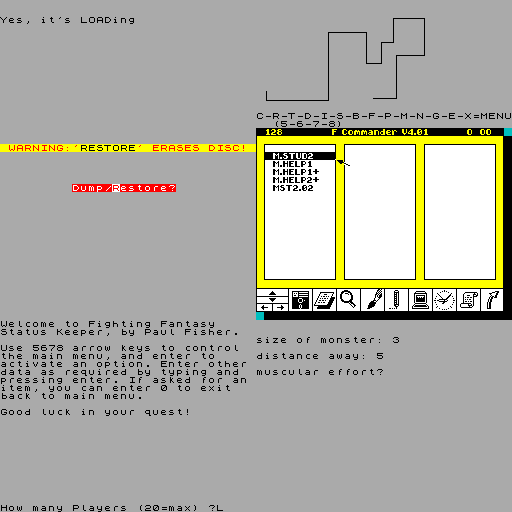 Yes, it's LOADing
C-R-T-D-I-S-B-F-P-M-N-G-E-X=MENU
(5-6-7-8)
128 F Commander V4.01 0 00
M.STUD2
M.HELP1
M.HELP1+
M.HELP2+
MST2.02
WARNING:'RESTORE' ERASES DISC!
Dump/Restore?
Welcome to Fighting Fantasy
Status Keeper, by Paul Fisher.
Use 5678 arrow keys to control
the main menu, and enter to
activate an option. Enter other
data as required by typing and
pressing enter. If asked for an
item, you can enter 0 to exit
back to main menu.
Good luck in your quest!
How many Players (20=max) ?L
size of monster: 3
distance away: 5
muscular effort?